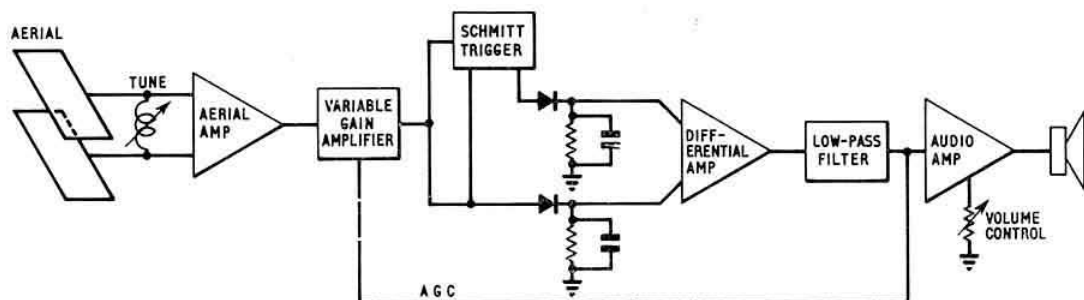 AERIAL
TUNE
AERIAL
AMP
VARIABLE
GAIN
AMPLIFIER
SCHMITT
TRIGGER
DIFF-
ERENTIAL
AMP
LOW-PASS
FILTER
AUDIO
AMP
VOLUME
CONTROL
AGC